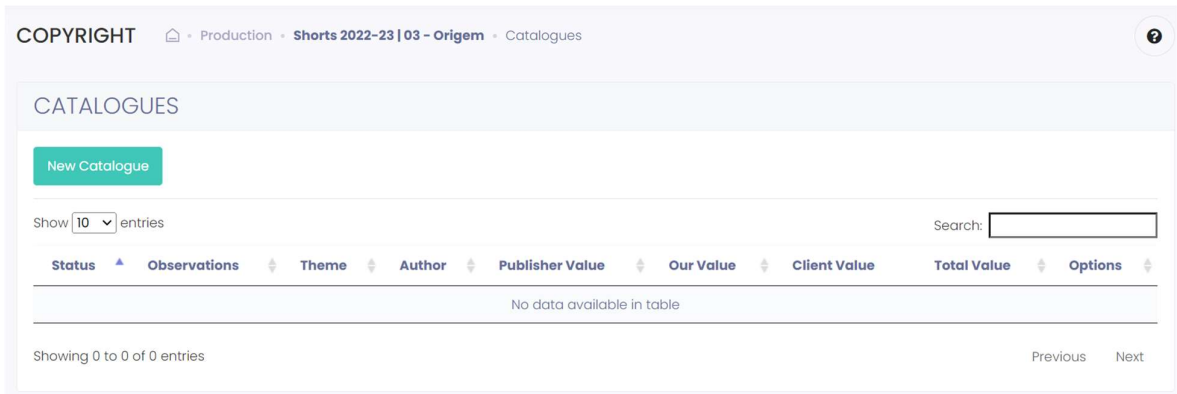 COPYRIGHT Production Shorts 2022-23 | 03 - Origem Catalogues
CATALOGUES
New Catalogue
Show 10 entries Search:
Status Observations Theme Author Publisher Value Our Value Client Value Total Value Options
No data available in table
Showing 0 to 0 of 0 entries Previous Next